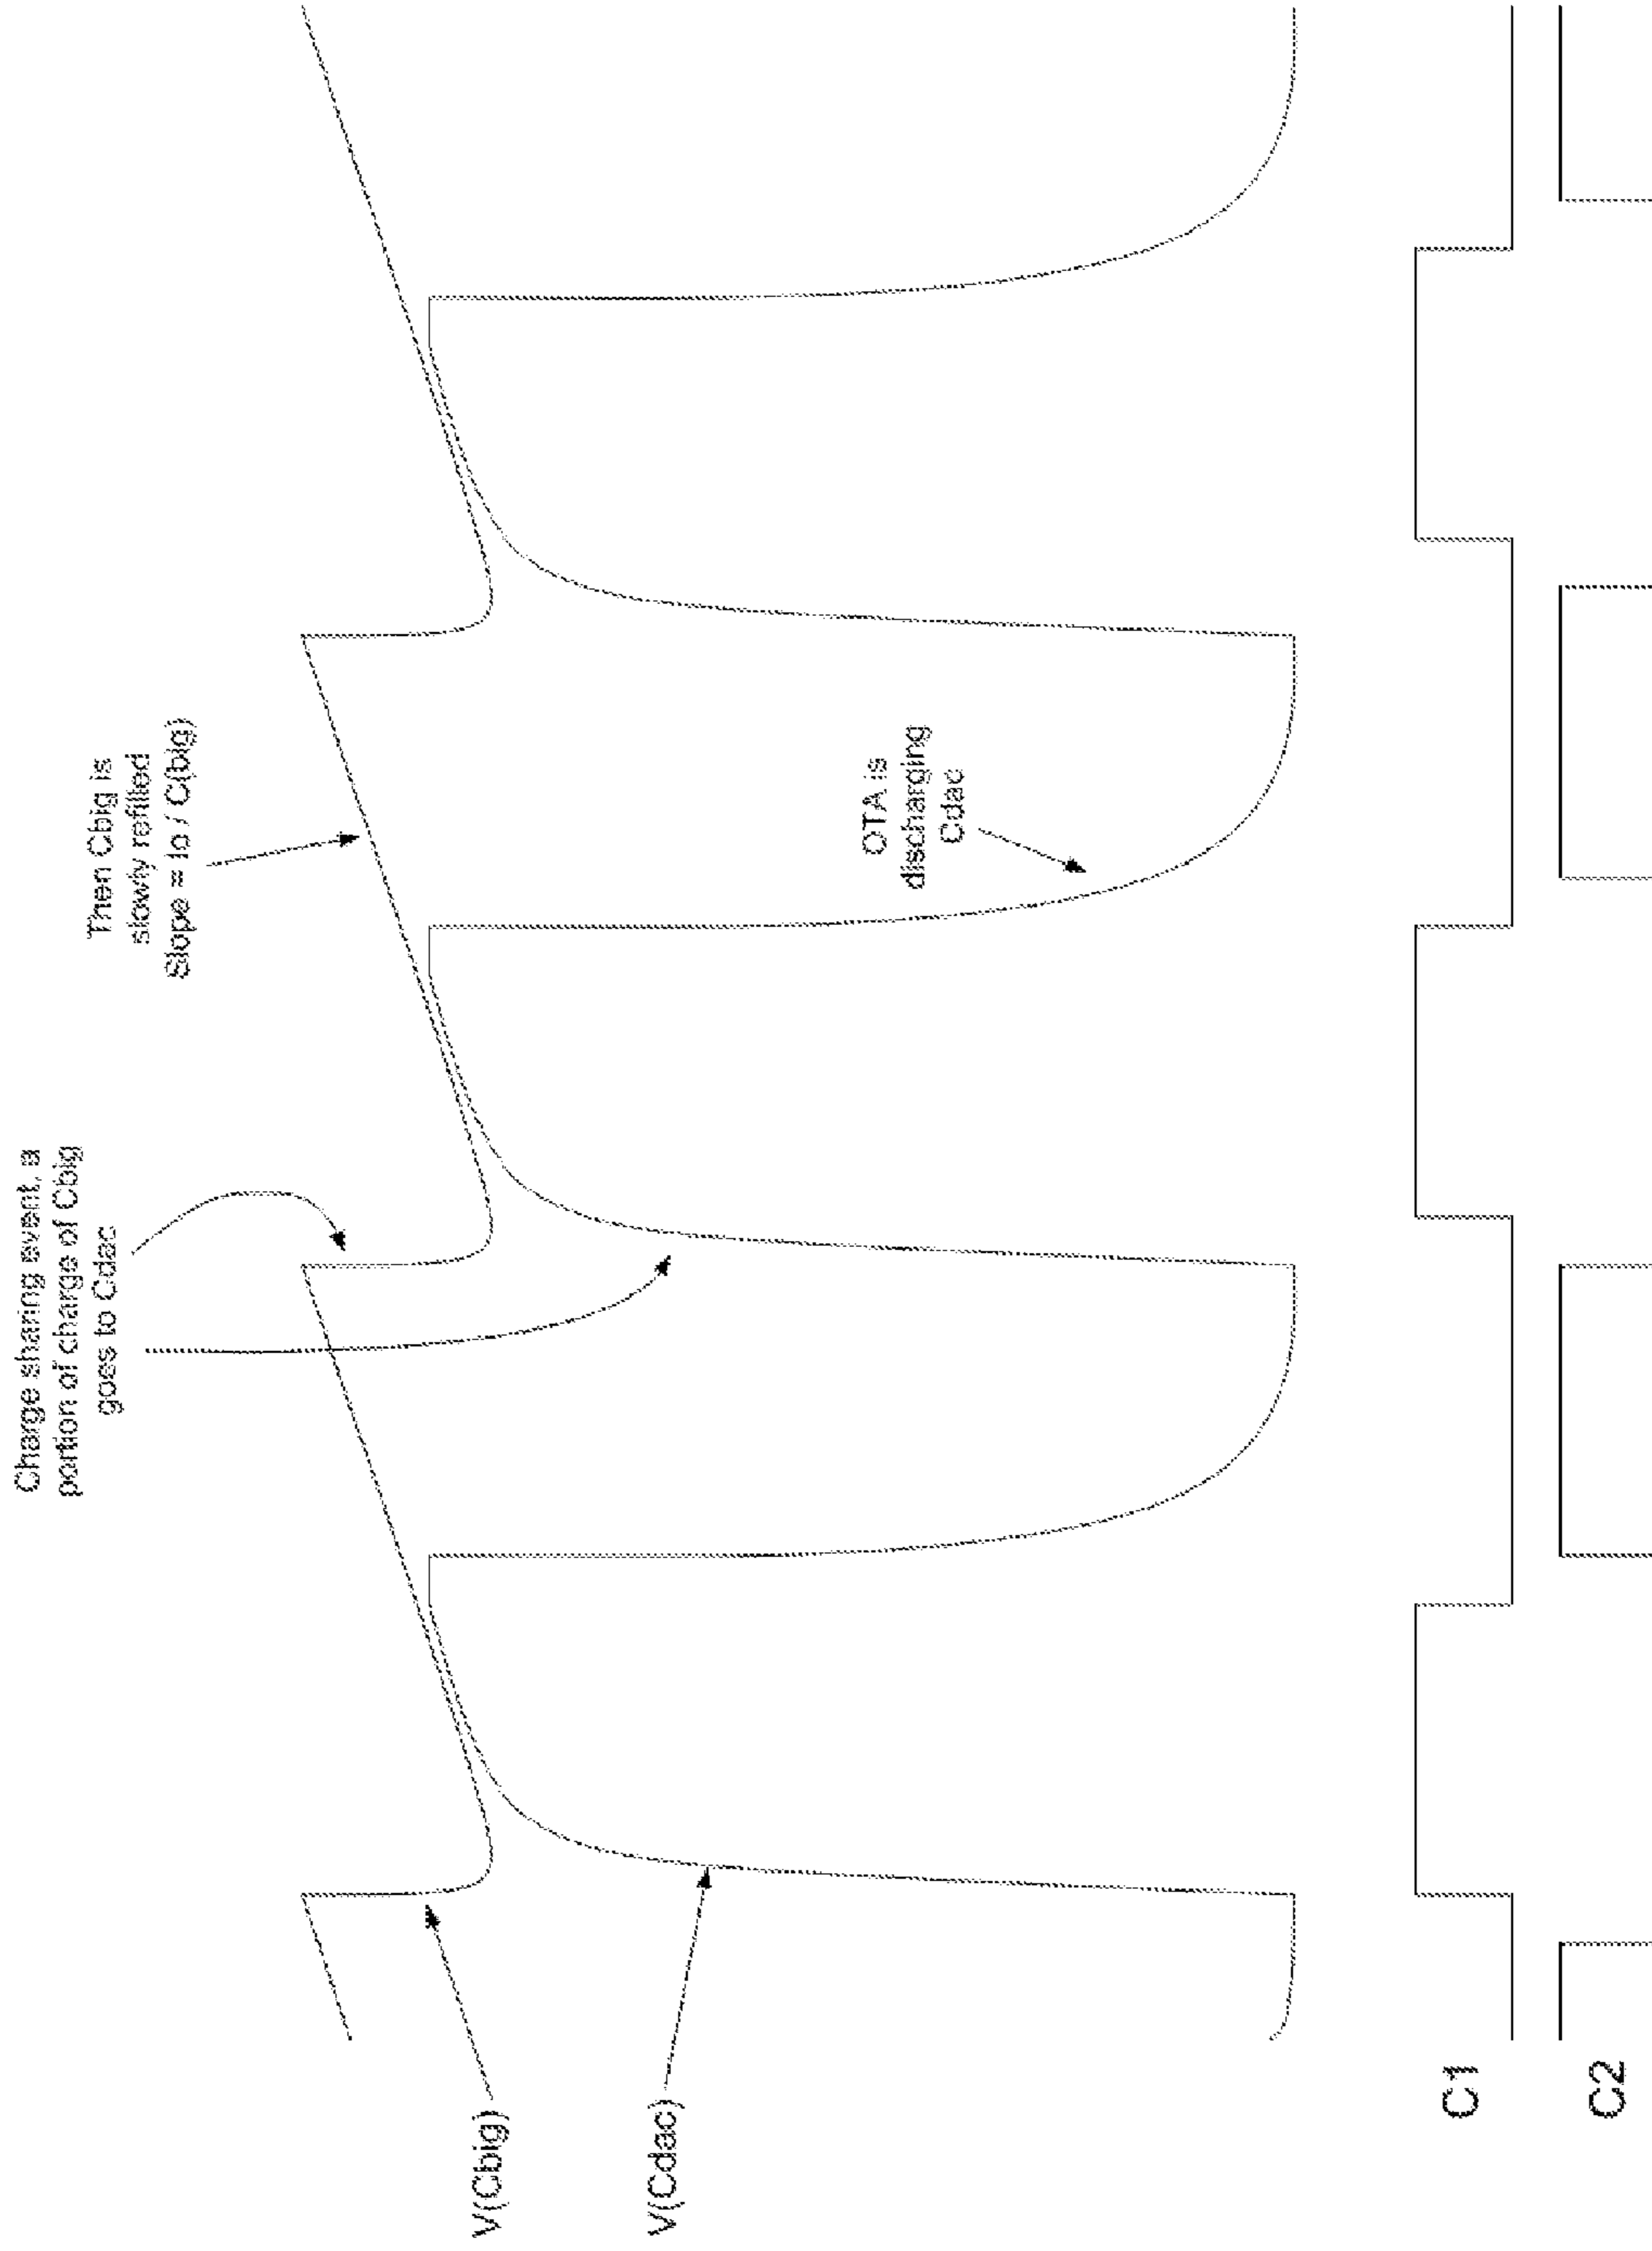 Charge sharing event, a
portion of charge of Cbig
goes to Cdac
Then Cbig is
slowly refilled
Slope = Io / C(big)
V(Cbig)
V(Cdac)
OTA is
discharging
Cdac
C1
C2